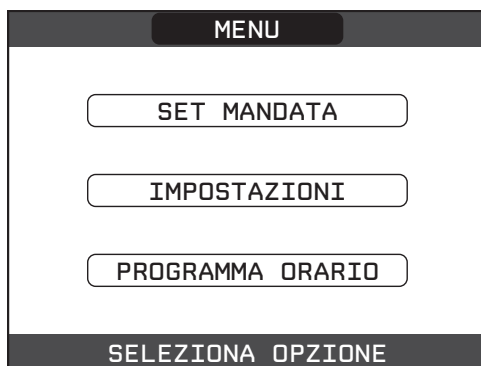 MENU
SET MANDATA
IMPOSTAZIONI
PROGRAMMA ORARIO
SELEZIONA OPZIONE